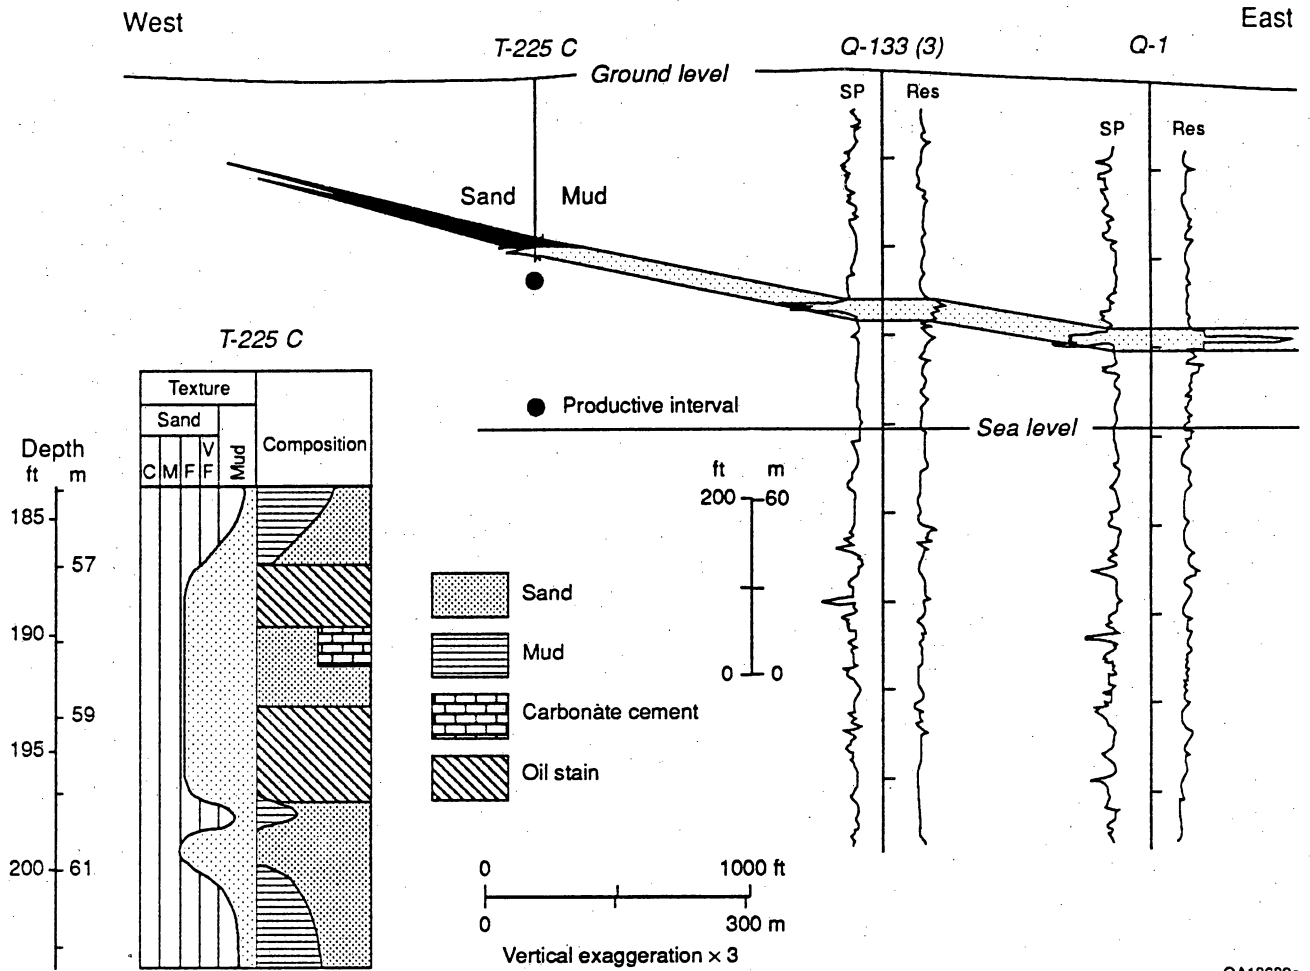 West
East
T-225 C
Q-133 (3)
Q-1
Ground level
SP
Res
SP
Res
Sand
Mud
T-225 C
Texture
Sand
Mud
Composition
C
M
F
V
F
Depth
ft
m
185
57
190
59
195
200
61
Productive interval
Sea level
ft
m
200
60
0
0
Sand
Mud
Carbonate cement
Oil stain
0
1000 ft
0
300 m
Vertical exaggeration × 3